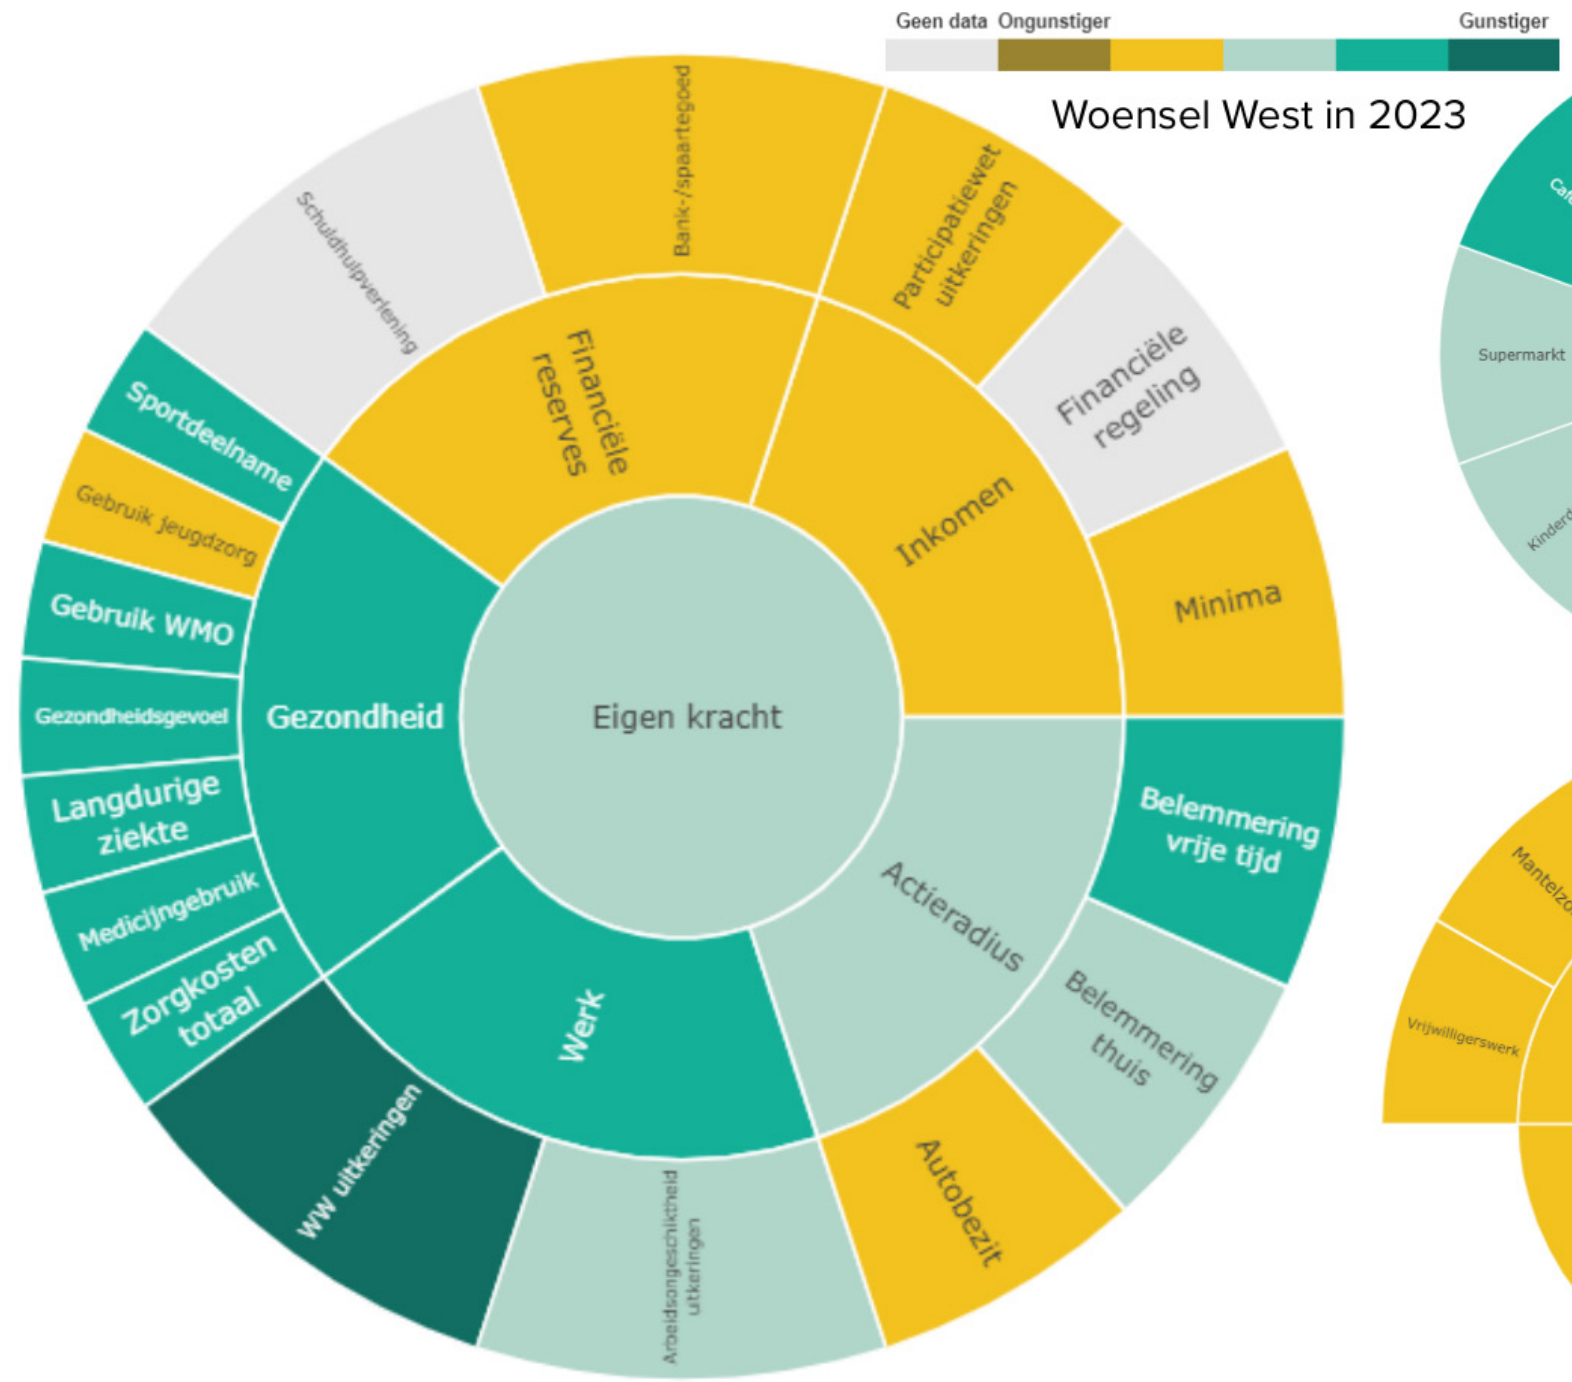 Geen data Ongunstiger Gunstiger
Woensel West in 2023
Bank-/spaartegoed
Participatiewet
uitkeringen
Financiële
regeling
Minima
Belemmering
vrije tijd
Belemmering
thuis
Autobezit
Arbeidsongeschiktheid
uitkeringen
WW uitkeringen
Zorgkosten
totaal
Medicijngebruik
Langdurige
ziekte
Gezondheidsgevoel
Gebruik WMO
Gebruik jeugdzorg
Sportdeelname
Schuldhulpverlening
Financiële
reserves
Inkomen
Actieradius
Werk
Gezondheid
Eigen kracht
Supermarkt
Vrijwilligerswerk